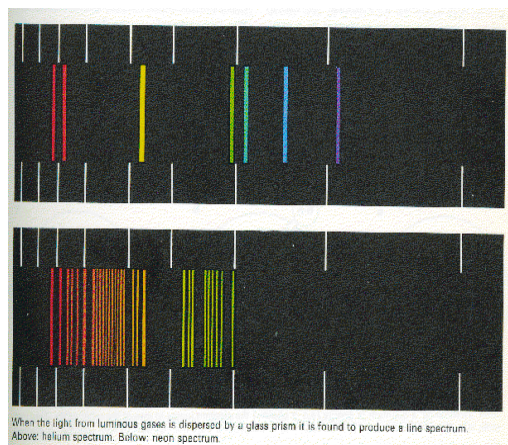 When the light from luminous gases is dispersed by a glass prism it is found to produce a line spectrum.
Above: helium spectrum. Below: neon spectrum.